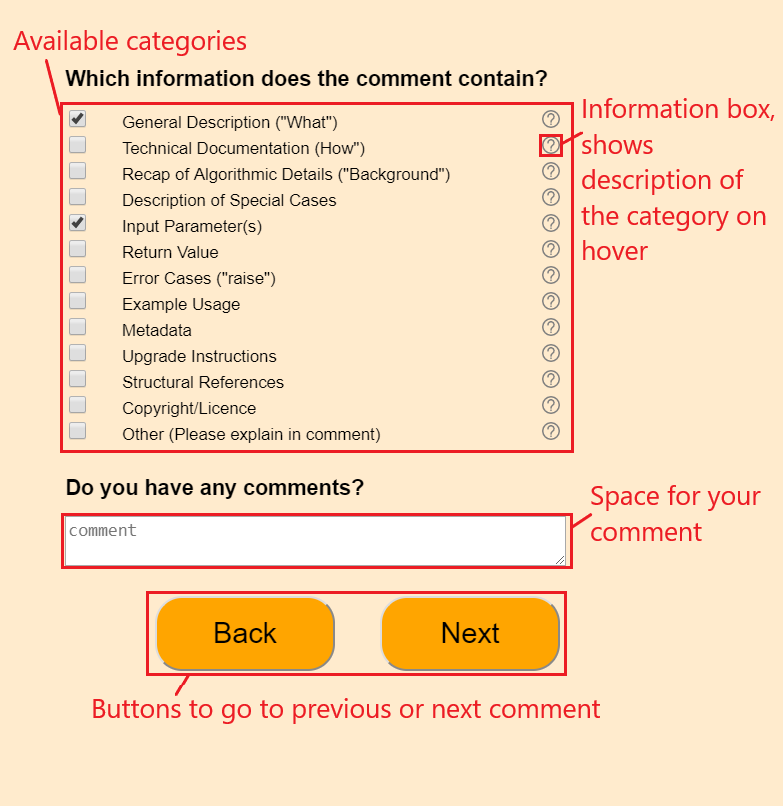 Available categories
Which information does the comment contain?
General Description ("What")
Technical Documentation (How")
Recap of Algorithmic Details ("Background")
Description of Special Cases
Input Parameter(s)
Return Value
Error Cases ("raise")
Example Usage
Metadata
Upgrade Instructions
Structural References
Copyright/Licence
Other (Please explain in comment)
?
?
?
?
?
?
?
?
?
?
?
?
?
Information box,
shows
description of
the category on
hover
Do you have any comments?
comment
Space for your
comment
Back
Next
Buttons to go to previous or next comment